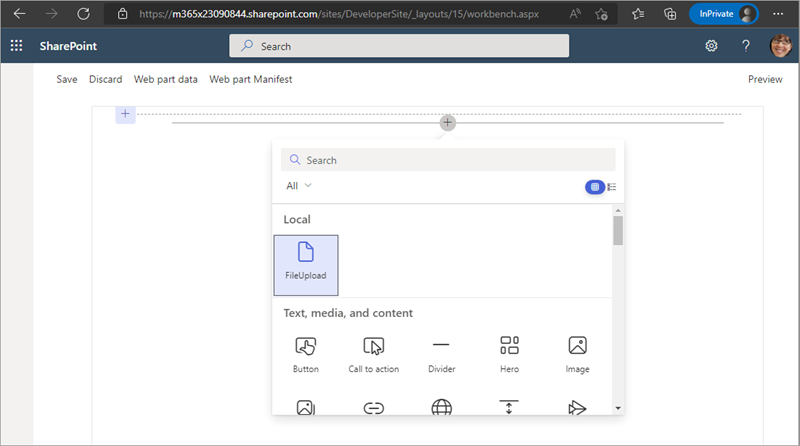 https://m365x23090844.sharepoint.com/sites/DeveloperSite/_layouts/15/workbench.aspx
InPrivate
SharePoint
Search
Save Discard Web part data Web part Manifest Preview
Search
All
Local
FileUpload
Text, media, and content
Button Call to action Divider Hero Image